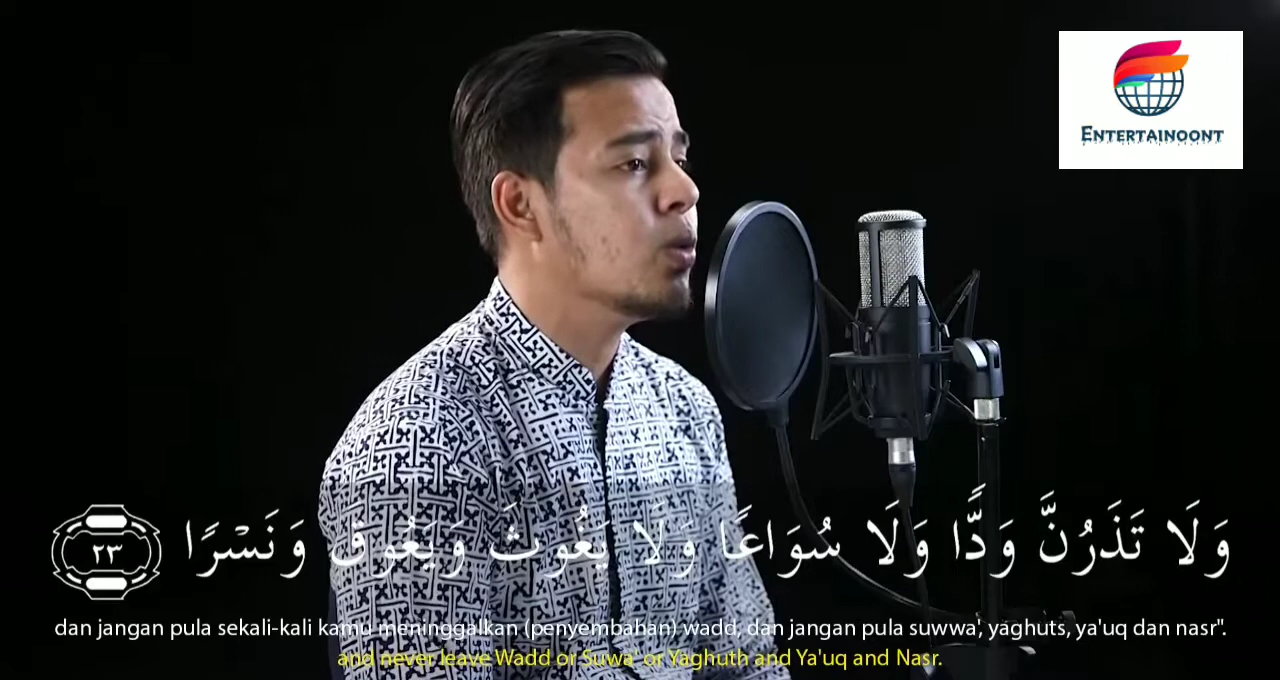 ENTERTAINOONT
وَلَا تَذَرُنَّ وَدًّا وَلَا سُوَاعًا وَلَا يَغُوثَ وَيَعُوقَ وَنَسْرًا ٢٣
dan jangan pula sekali-kali kamu meninggalkan (penyembahan) wadd, dan jangan pula suwwa', yaghuts, ya'uq dan nasr".
and never leave Wadd or Suwa' or Yaghuth and Ya'uq and Nasr.